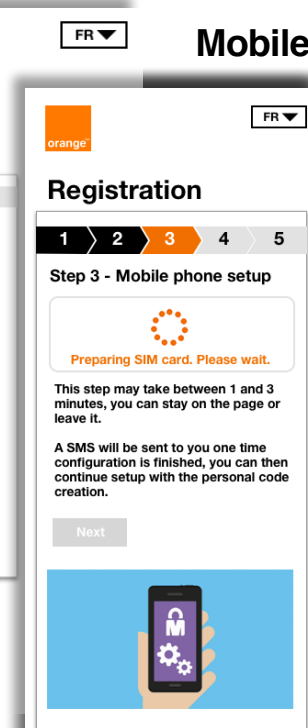 FR
Mobile
orange™
FR
Registration
1 2 3 4 5
Step 3 - Mobile phone setup
Preparing SIM card. Please wait.
This step may take between 1 and 3
minutes, you can stay on the page or
leave it.
A SMS will be sent to you one time
configuration is finished, you can then
continue setup with the personal code
creation.
Next